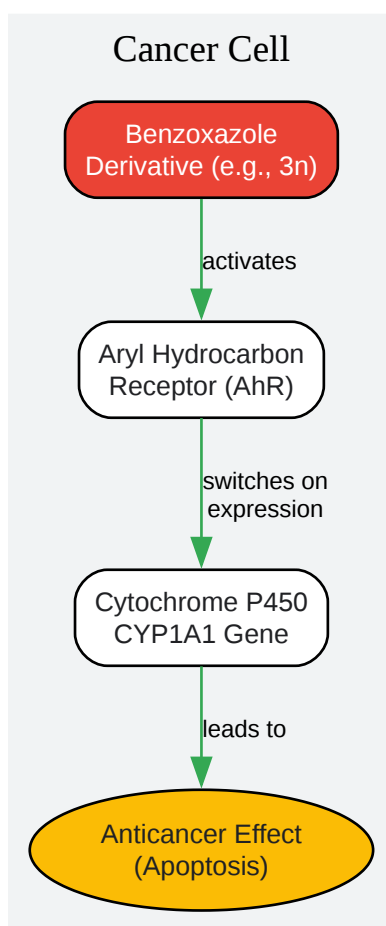 Cancer Cell
Benzoxazole
Derivative (e.g., 3n)
activates
Aryl Hydrocarbon
Receptor (AhR)
switches on
expression
Cytochrome P450
CYP1A1 Gene
leads to
Anticancer Effect
(Apoptosis)